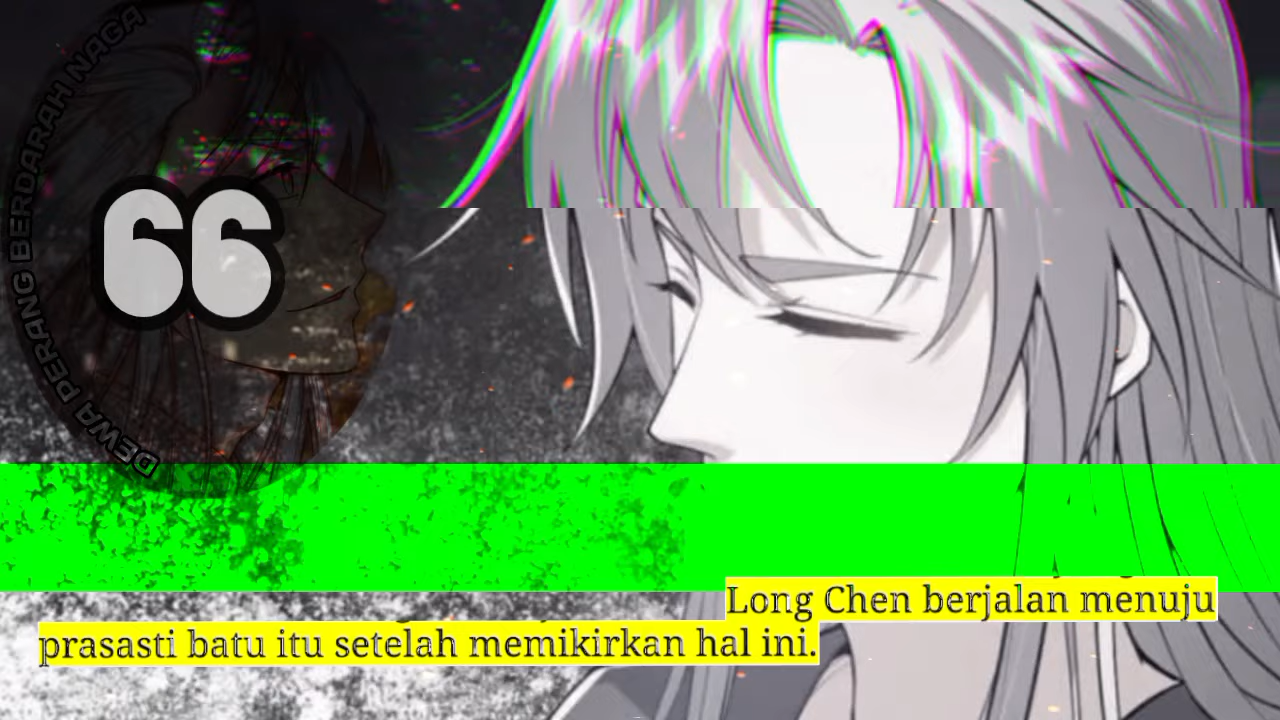 DEWA PERANG BERDARAH NAGA
66
Long Chen berjalan menuju
prasasti batu itu setelah memikirkan hal ini.